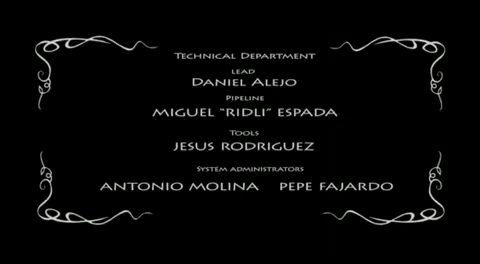 Technical Department
LEAD
Daniel Alejo
Pipeline
MIGUEL “RIDLI” ESPADA
Tools
JESUS RODRIGUEZ
System administrators
ANTONIO MOLINA PEPE FAJARDO